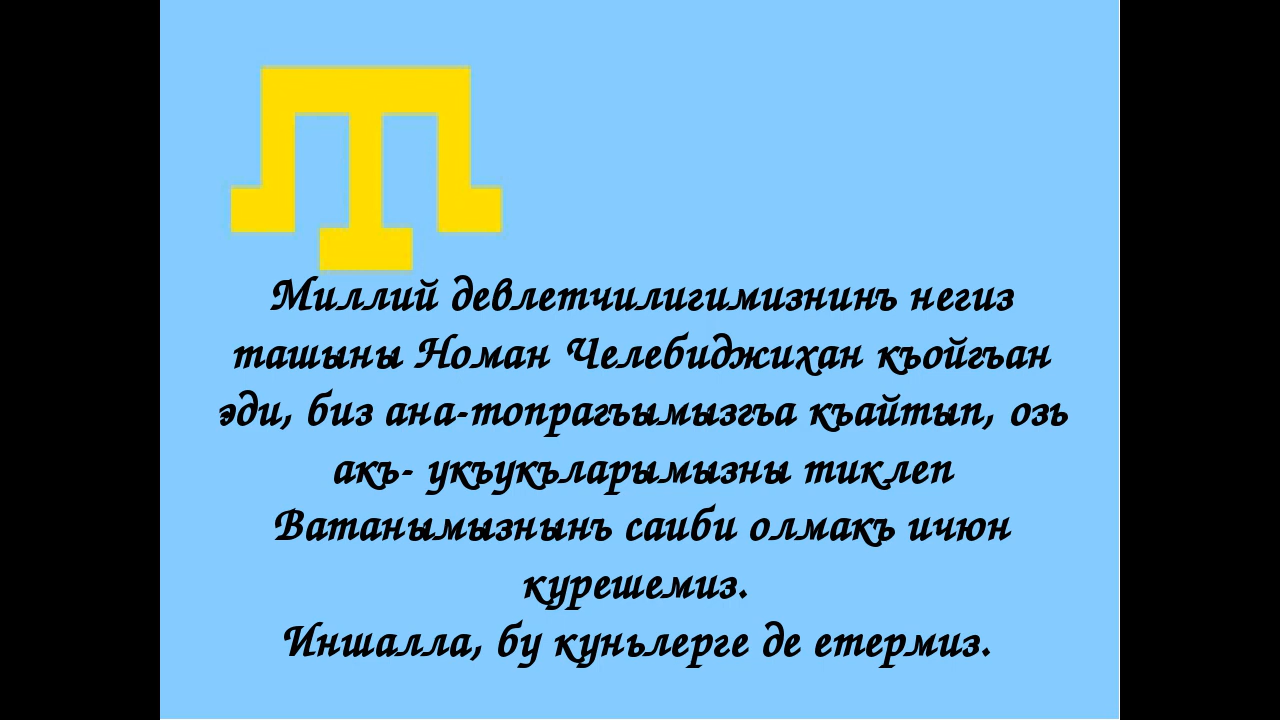 Миллий девлетчилигимизнинъ негиз
ташыны Номан Челебиджихан къойгъан
эди, биз ана-топрагъымызгъа къайтып, озь
акъ- укъукъларымызны тиклеп
Ватанымызнынъ саиби олмакъ ичюн
курешемиз.
Иншалла, бу куньлерге де етермиз.